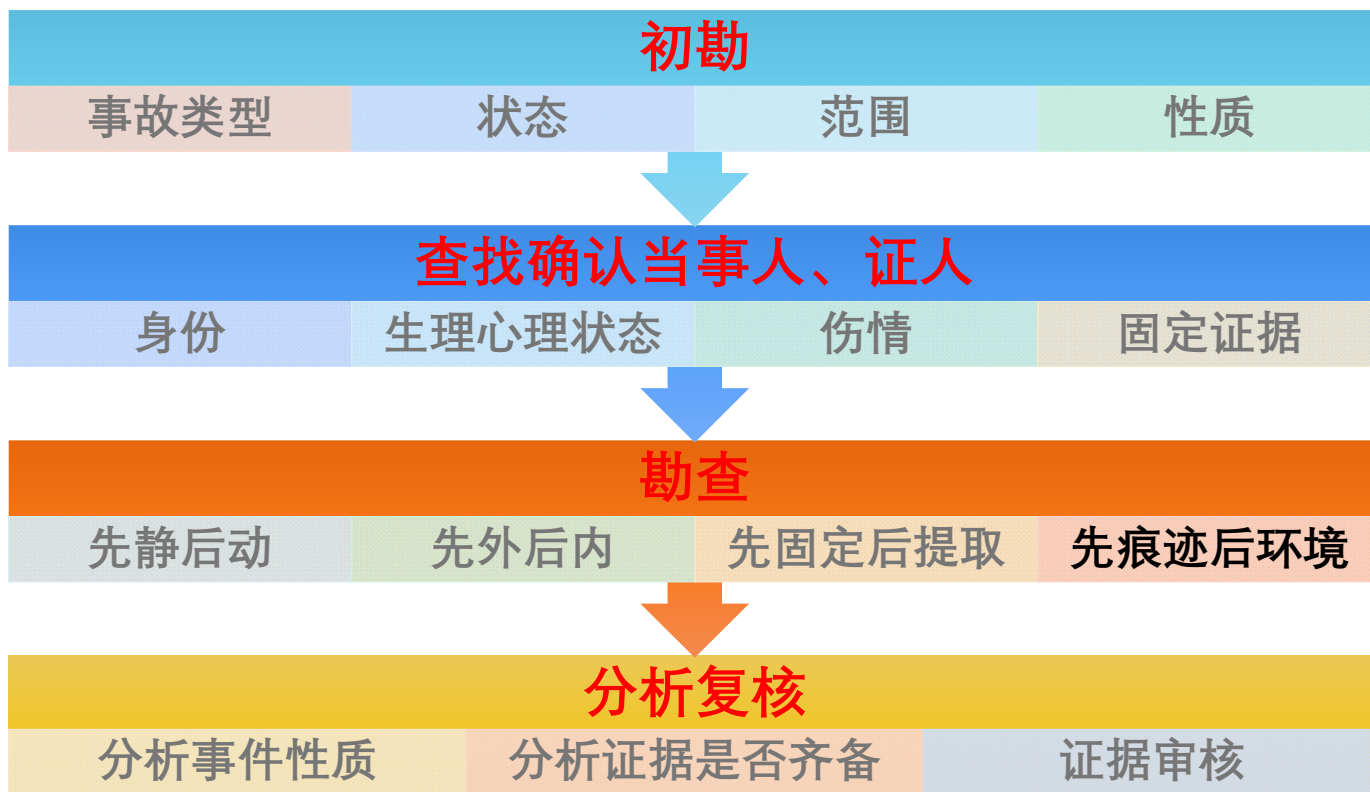 初勘
事故类型 状态 范围 性质
查找确认当事人、证人
身份 生理心理状态 伤情 固定证据
勘查
先静后动 先外后内 先固定后提取 先痕迹后环境
分析复核
分析事件性质 分析证据是否齐备 证据审核